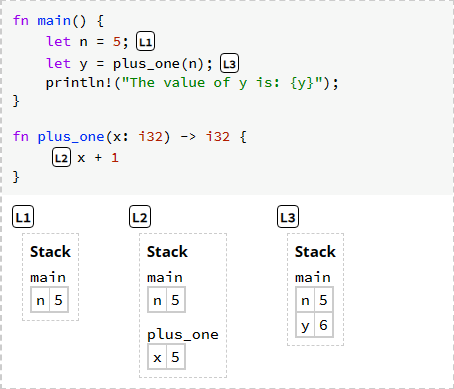 fn main() {
    let n = 5; L1
    let y = plus_one(n); L3
    println!("The value of y is: {y}");
}
fn plus_one(x: i32) -> i32 {
    L2 x + 1
}
L1 L2 L3
Stack Stack Stack
main main main
n 5 n 5 n 5
y 6
plus_one
x 5